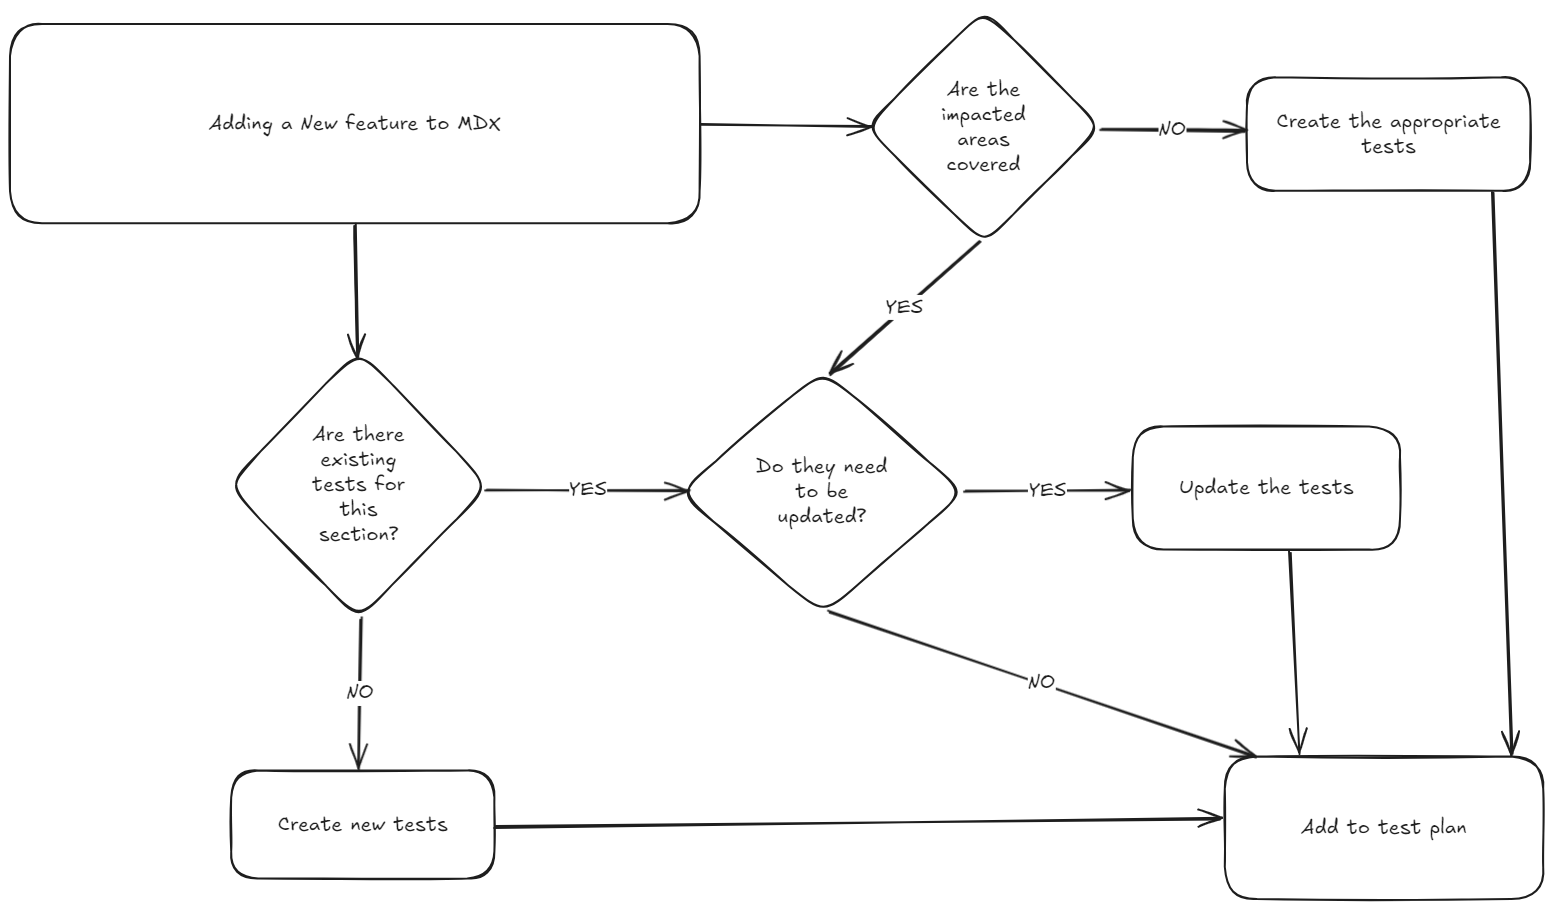 Adding a New feature to MDX
Are the
impacted
areas
covered
NO
Create the appropriate
tests
YES
Are there
existing
tests for
this
section?
YES
Do they need
to be
updated?
YES
Update the tests
NO
NO
Create new tests
Add to test plan